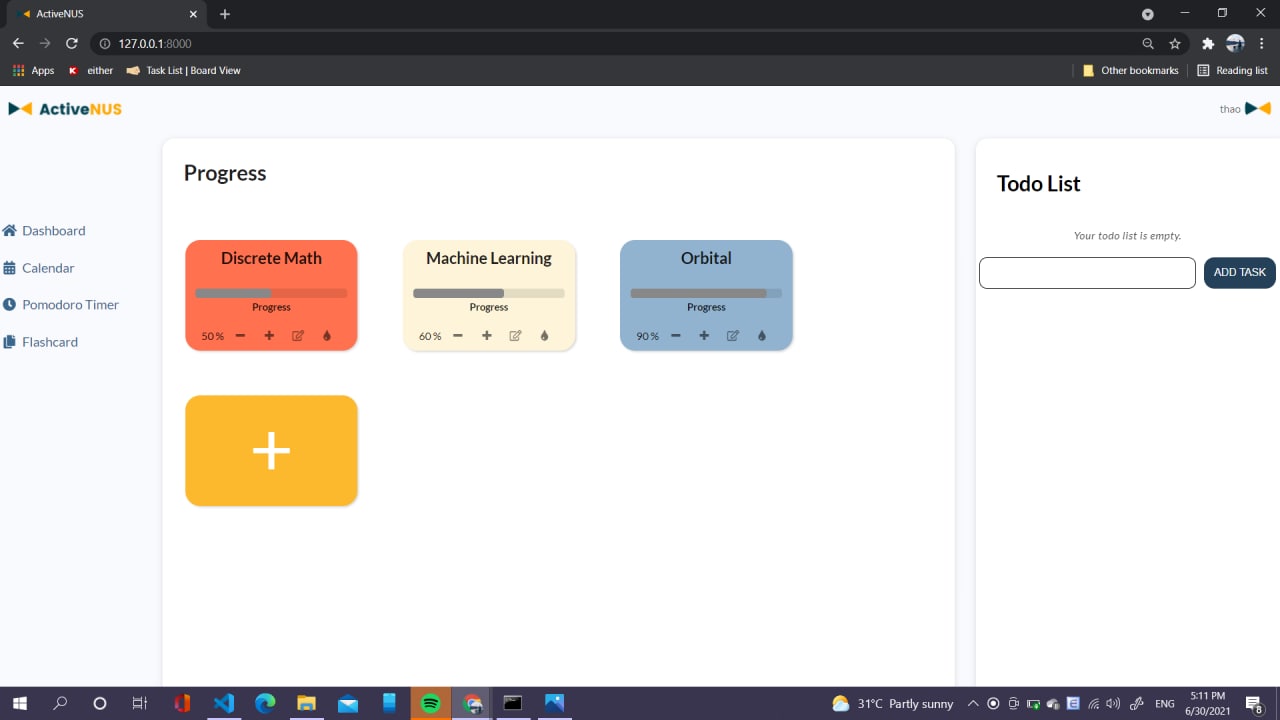 ActiveNUS
127.0.0.1:8000
Apps
either
Task List | Board View
Other bookmarks
Reading list
ActiveNUS
thao
Dashboard
Calendar
Pomodoro Timer
Flashcard
Progress
Discrete Math
Progress
50 %
Machine Learning
Progress
60 %
Orbital
Progress
90 %
Todo List
Your todo list is empty.
ADD TASK
31°C Partly sunny
ENG
5:11 PM
6/30/2021
8